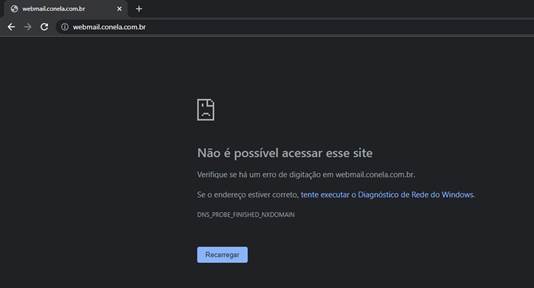 webmail.conela.com.br
webmail.conela.com.br
Não é possível acessar esse site
Verifique se há um erro de digitação em webmail.conela.com.br.
Se o endereço estiver correto, tente executar o Diagnóstico de Rede do Windows.
DNS_PROBE_FINISHED_NXDOMAIN
Recarregar